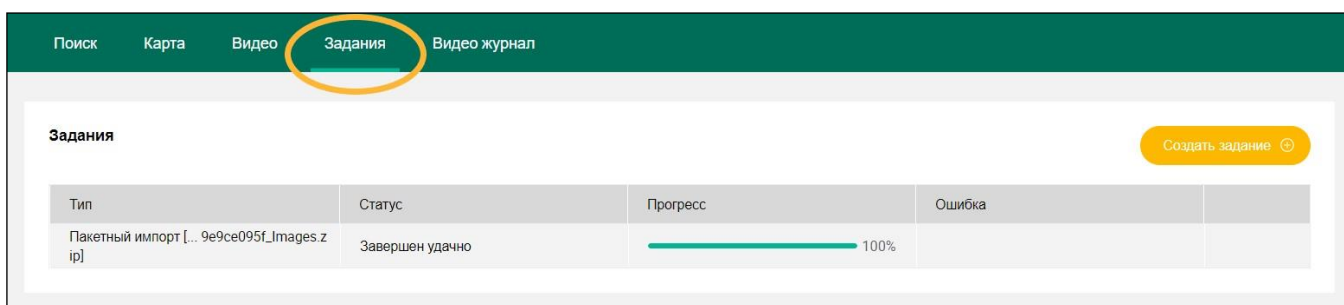 Поиск Карта Видео Задания Видео журнал
Задания
Создать задание
Тип Статус Прогресс Ошибка
Пакетный импорт [... 9e9ce095f_Images.z
ip]
Завершен удачно 100%